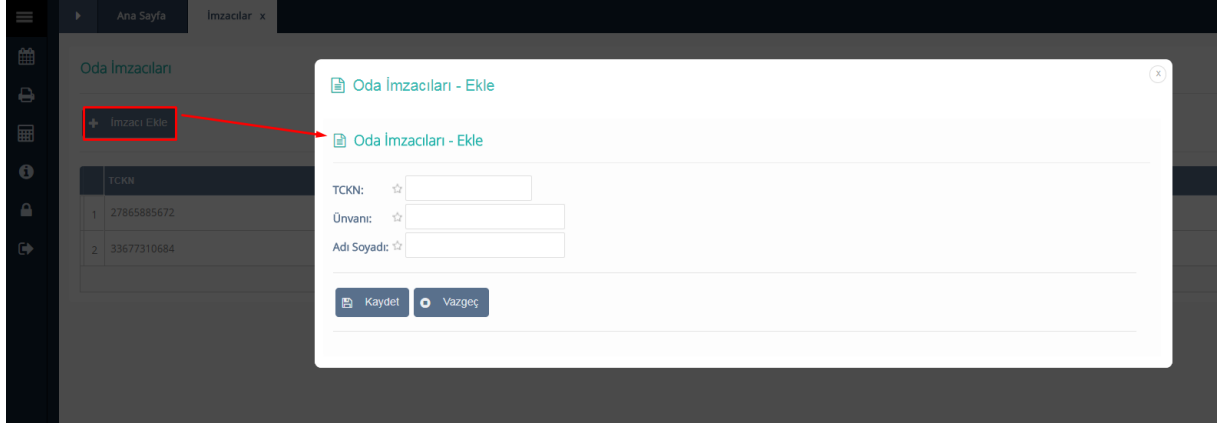 Ana Sayfa İmzacılar x
Oda İmzacıları
x
Oda İmzacıları - Ekle
İmzacı Ekle
Oda İmzacıları - Ekle
TCKN
TCKN:
1 27865885672
Ünvanı:
Adı Soyadı:
2 33677310684
Kaydet Vazgeç